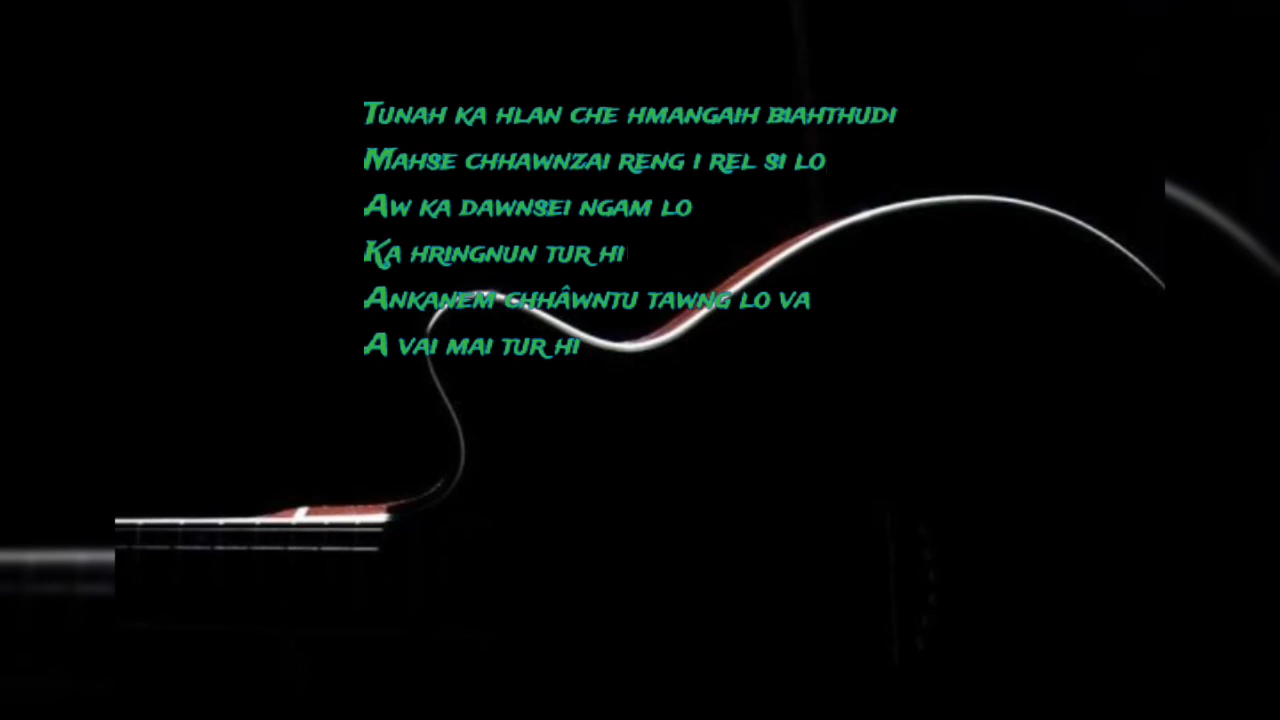 Tunah ka hlan che hmangaih biahthudi
Mahse chhawnzai reng i rel si lo
Aw ka dawnsei ngam lo
Ka hringnun tur hi
Ankanem chhâwntu tawng lo va
A vai mai tur hi